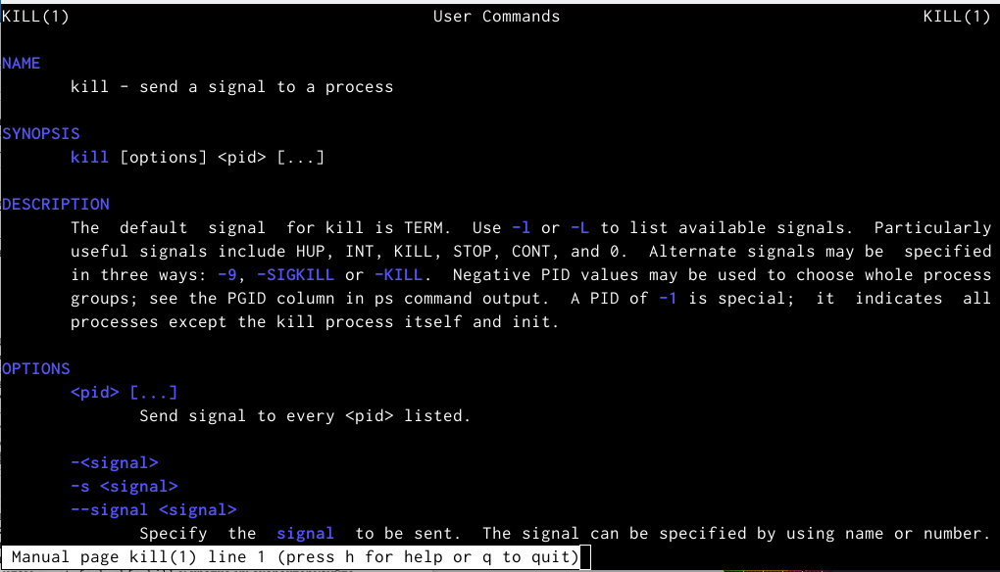 KILL(1) User Commands KILL(1)
NAME
kill - send a signal to a process
SYNOPSIS
kill [options] <pid> [...]
DESCRIPTION
The default signal for kill is TERM. Use -l or -L to list available signals. Particularly
useful signals include HUP, INT, KILL, STOP, CONT, and 0. Alternate signals may be specified
in three ways: -9, -SIGKILL or -KILL. Negative PID values may be used to choose whole process
groups; see the PGID column in ps command output. A PID of -1 is special; it indicates all
processes except the kill process itself and init.
OPTIONS
<pid> [...]
Send signal to every <pid> listed.
-<signal>
-s <signal>
--signal <signal>
Specify the signal to be sent. The signal can be specified by using name or number.
Manual page kill(1) line 1 (press h for help or q to quit)